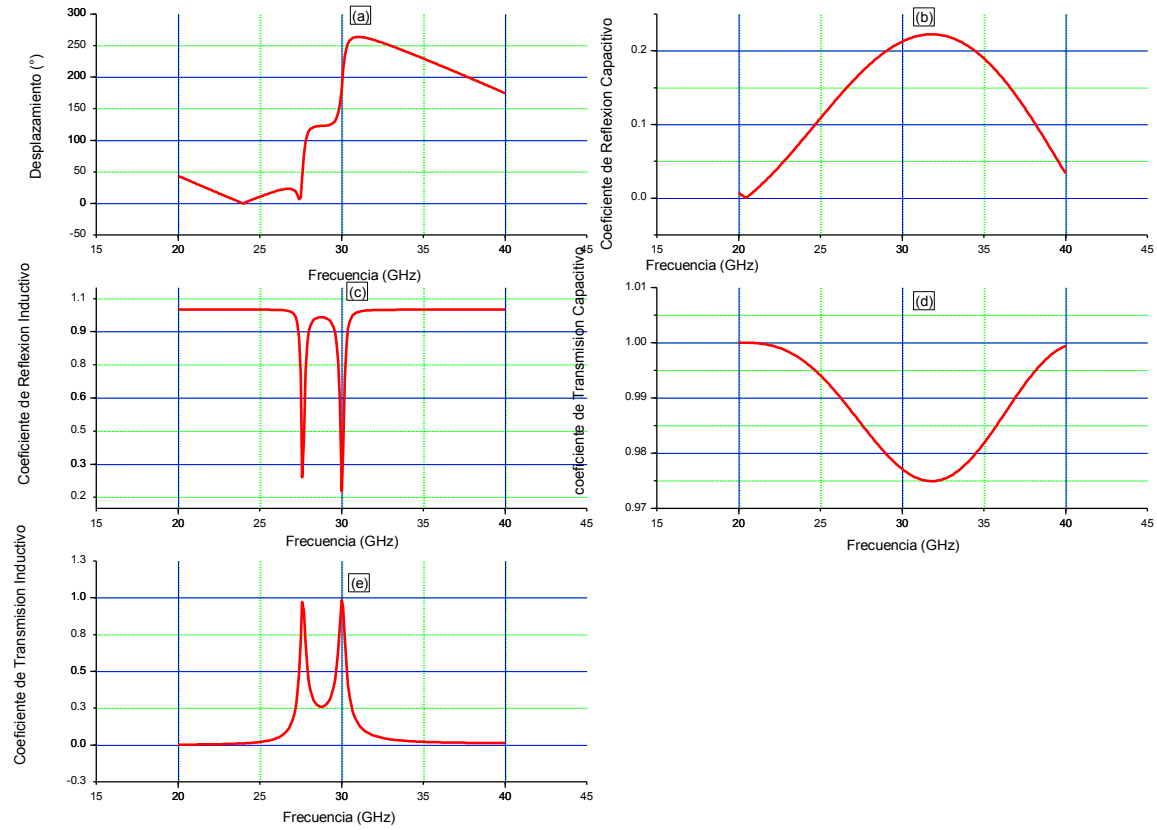 (a)
Desplazamiento (°)
300
250
200
150
100
50
0
-50
15 20 25 30 35 40 45
Frecuencia (GHz)
(b)
Coeficiente de Reflexion Capacitivo
0.2
0.1
0.0
15 20 25 30 35 40 45
Frecuencia (GHz)
(c)
Coeficiente de Reflexion Inductivo
1.1
0.9
0.8
0.6
0.5
0.3
0.2
15 20 25 30 35 40 45
Frecuencia (GHz)
(d)
coeficiente de Transmision Capacitivo
1.01
1.00
0.99
0.98
0.97
15 20 25 30 35 40 45
Frecuencia (GHz)
(e)
Coeficiente de Transmision Inductivo
1.3
1.0
0.8
0.5
0.3
0.0
-0.3
15 20 25 30 35 40 45
Frecuencia (GHz)